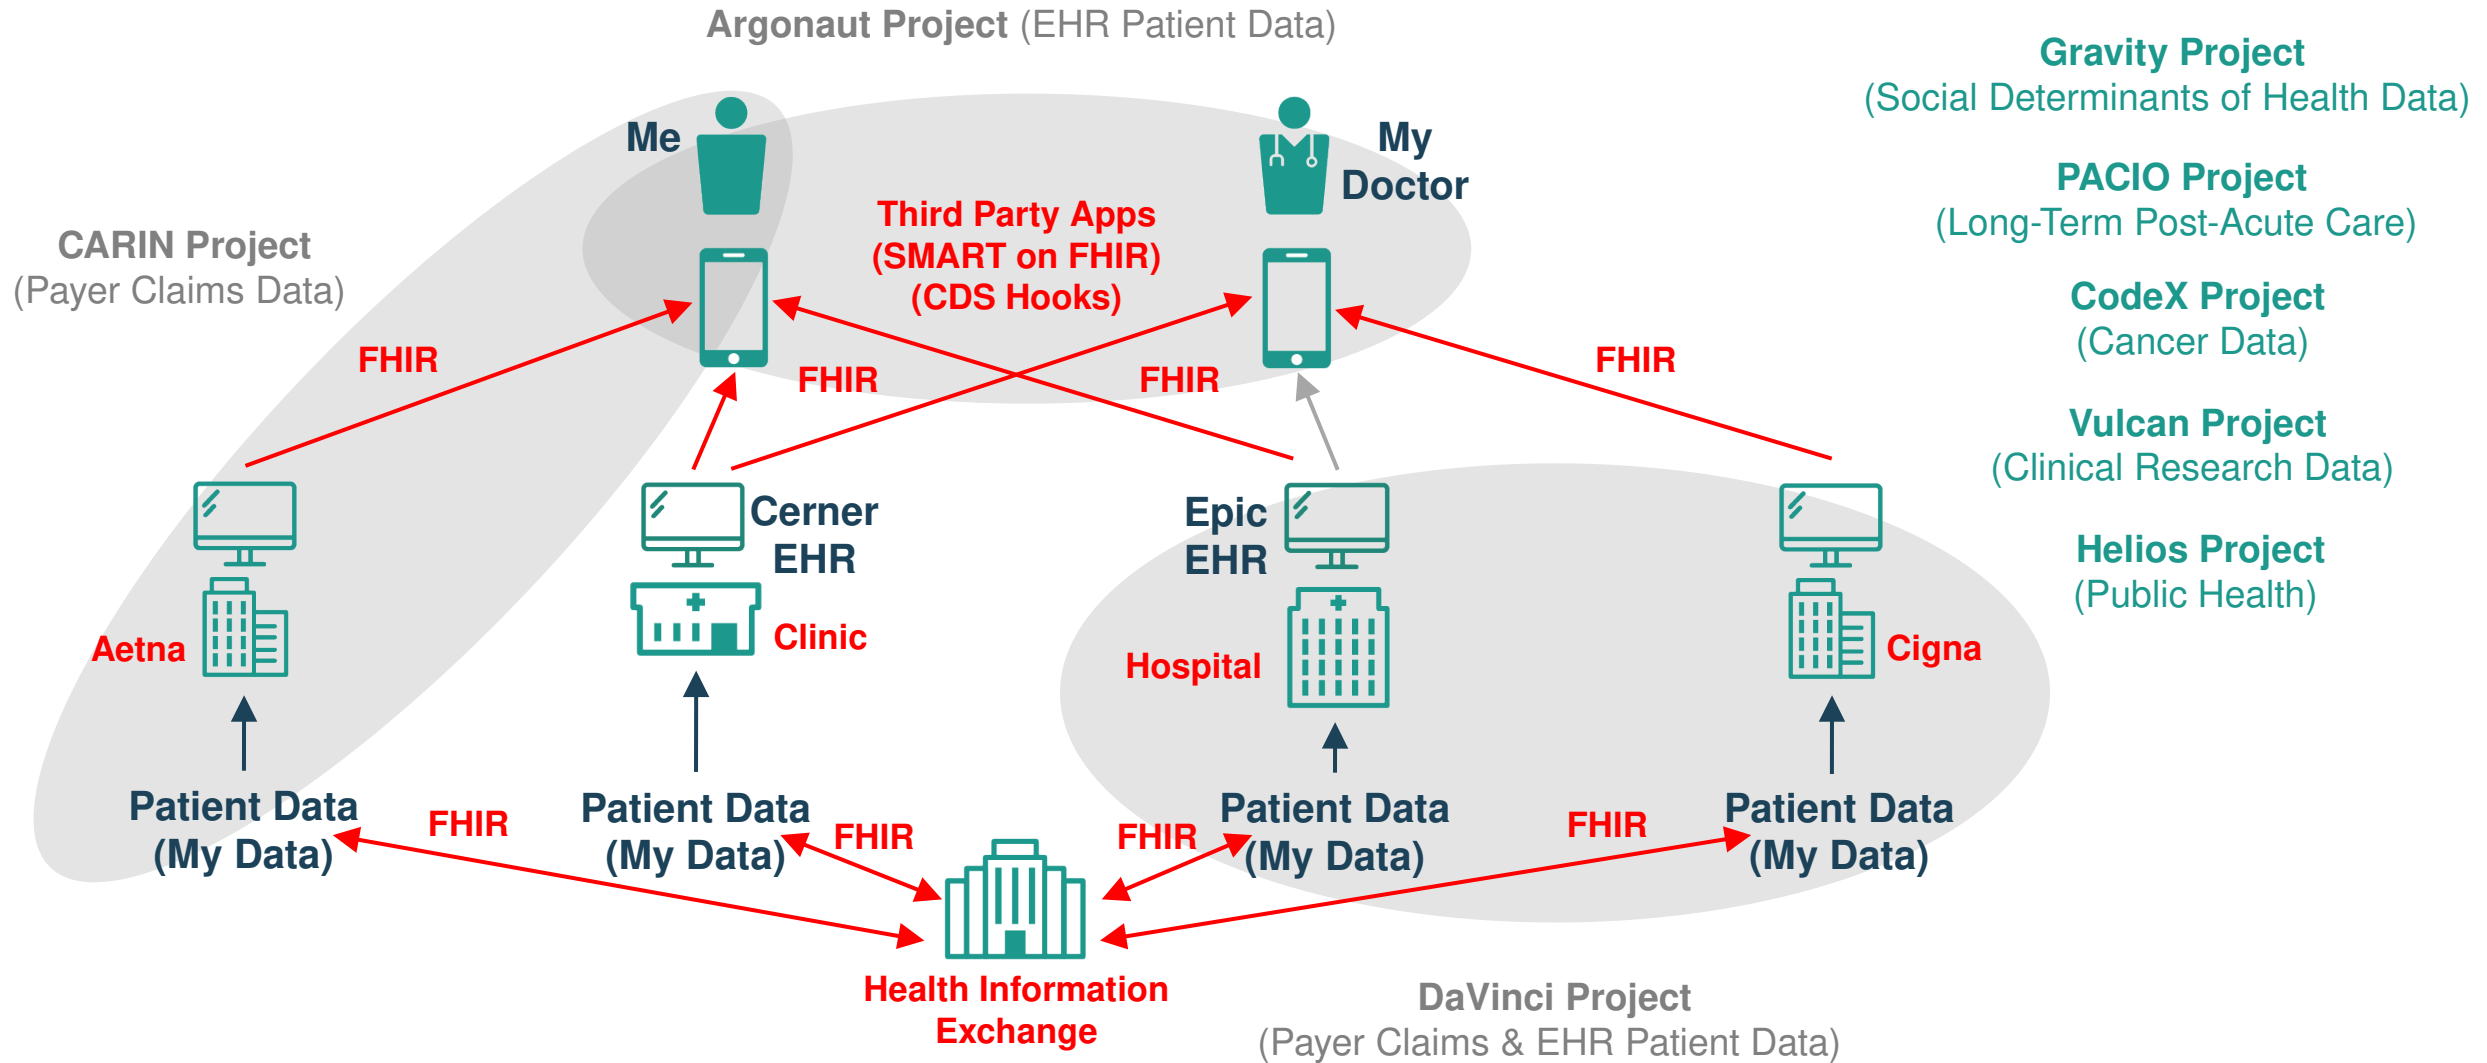 Argonaut Project (EHR Patient Data)
Gravity Project
(Social Determinants of Health Data)
Me
My
Doctor
PACIO Project
(Long-Term Post-Acute Care)
Third Party Apps
(SMART on FHIR)
(CDS Hooks)
CARIN Project
(Payer Claims Data)
CodeX Project
(Cancer Data)
FHIR
FHIR
FHIR
FHIR
Vulcan Project
(Clinical Research Data)
Cerner
EHR
Epic
EHR
Helios Project
(Public Health)
Aetna
Clinic
Hospital
Cigna
Patient Data
(My Data)
FHIR
Patient Data
(My Data)
FHIR
FHIR
Patient Data
(My Data)
FHIR
Patient Data
(My Data)
Health Information
Exchange
DaVinci Project
(Payer Claims & EHR Patient Data)